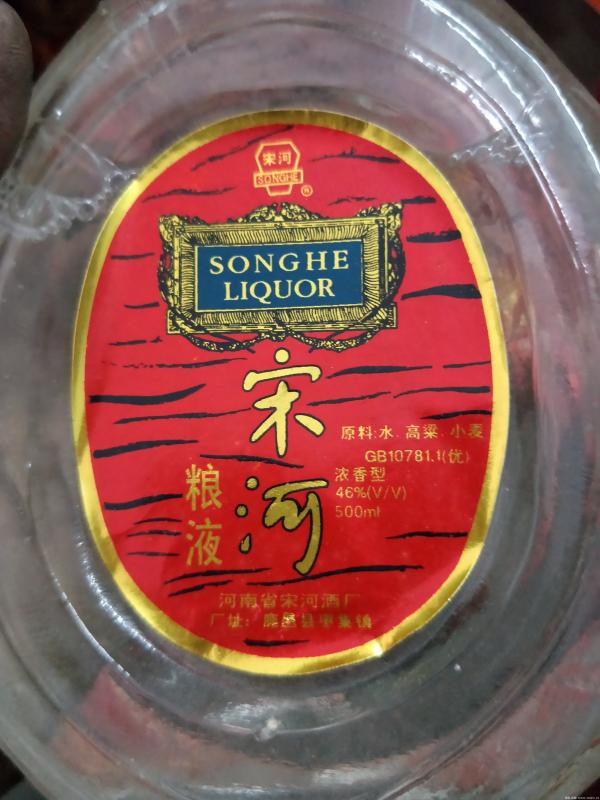 宋河
SONGHE
®
SONGHE
LIQUOR
宋河
粮液
原料:水.高粱.小麦
GB10781.1(优)
浓香型
46%(V/V)
500ml
河南省宋河酒厂
厂址:鹿邑县枣集镇